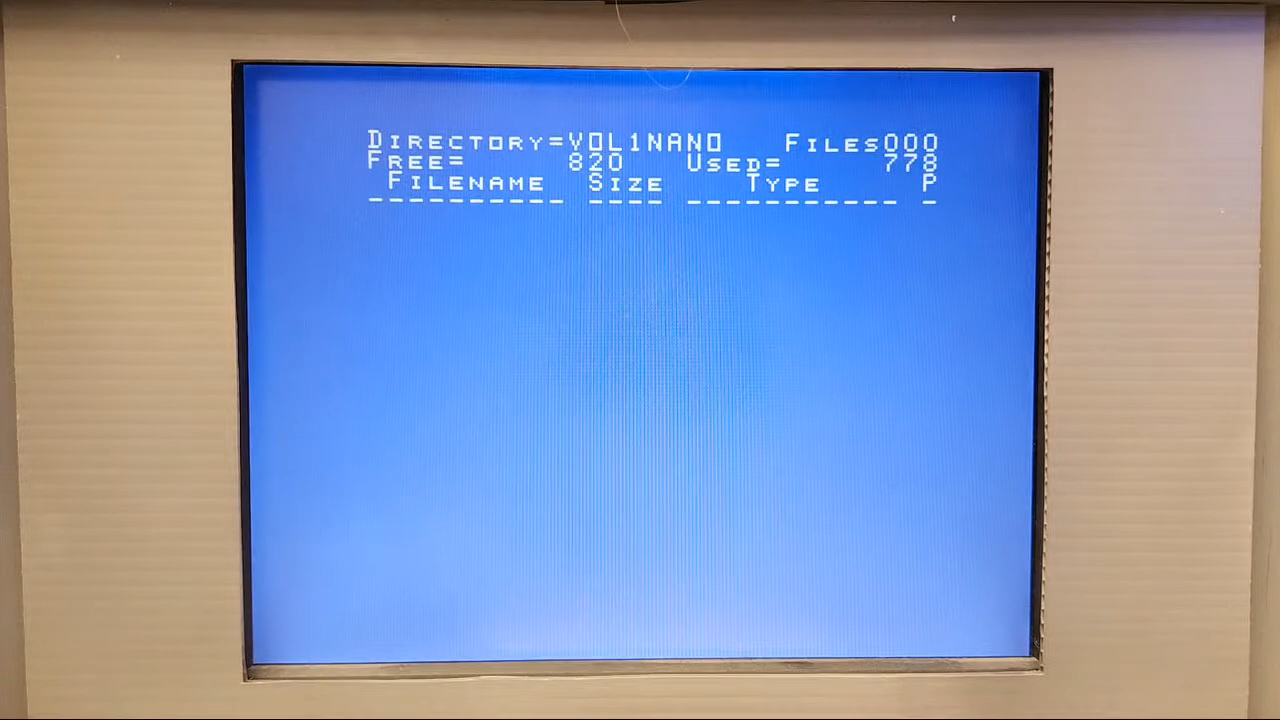 Directory=VOL1NANO Files000
Free= 820 Used= 778
Filename Size Type P
---------- ---- ----------- -